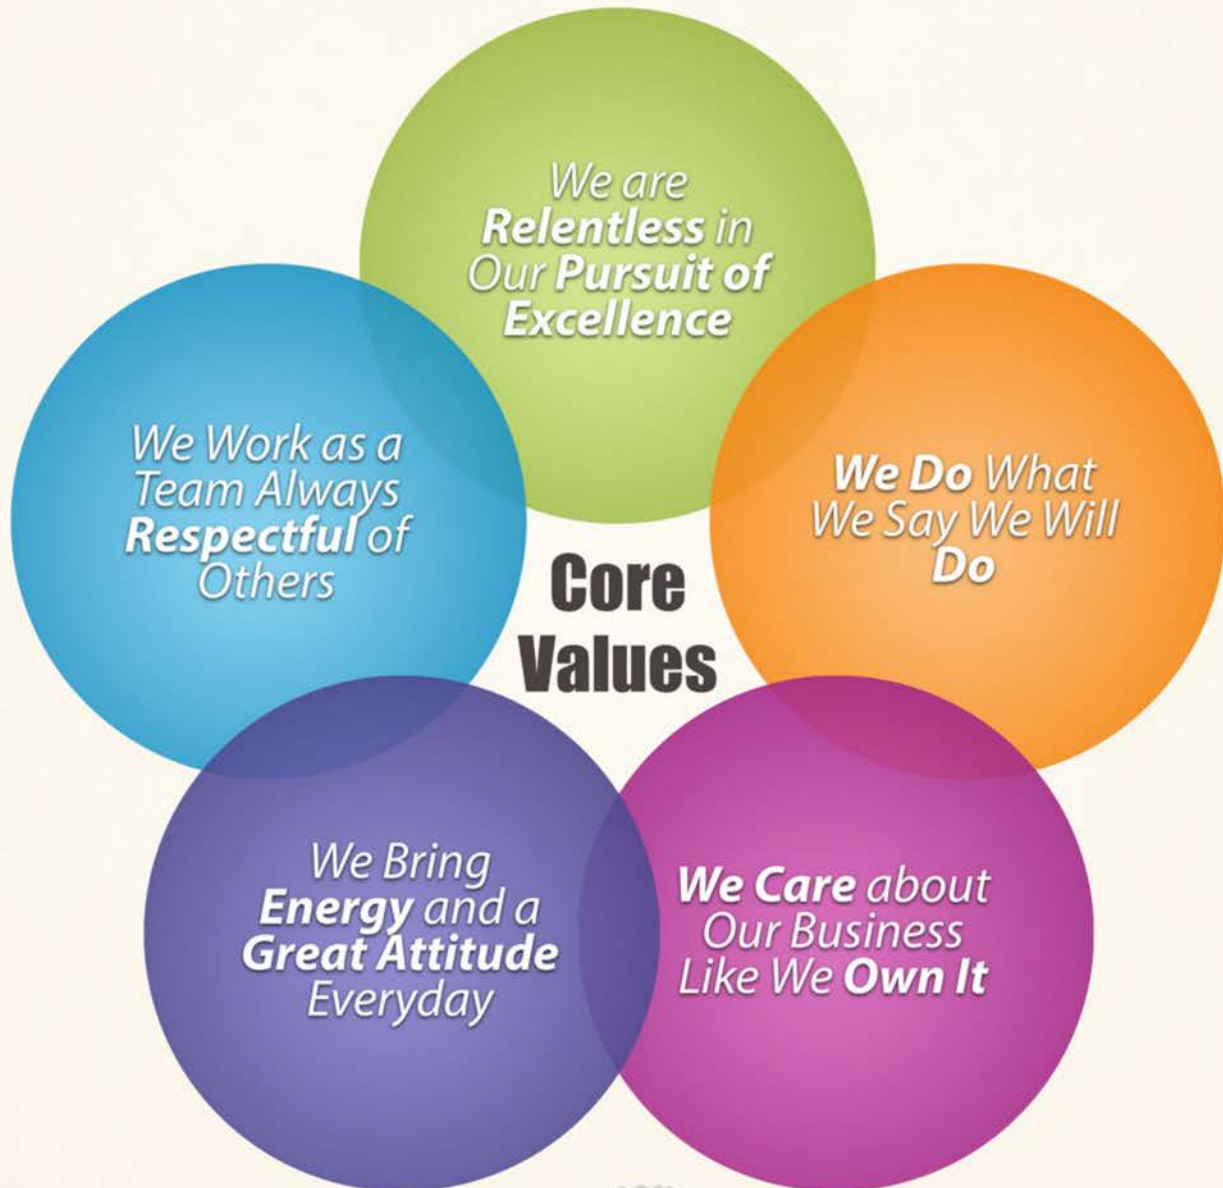 We are
Relentless in
Our Pursuit of
Excellence
We Work as a
Team Always
Respectful of
Others
We Do What
We Say We Will
Do
Core
Values
We Bring
Energy and a
Great Attitude
Everyday
We Care about
Our Business
Like We Own It